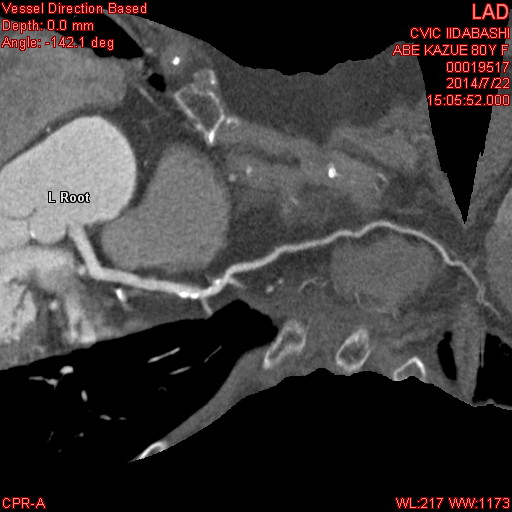 Vessel Direction Based
Depth: 0.0 mm
Angle: -142.1 deg
LAD
CVIC IIDABASHI
ABE KAZUE 80Y F
00019517
2014/7/22
15:05:52.000
L Root
CPR-A
WL:217 WW:1173